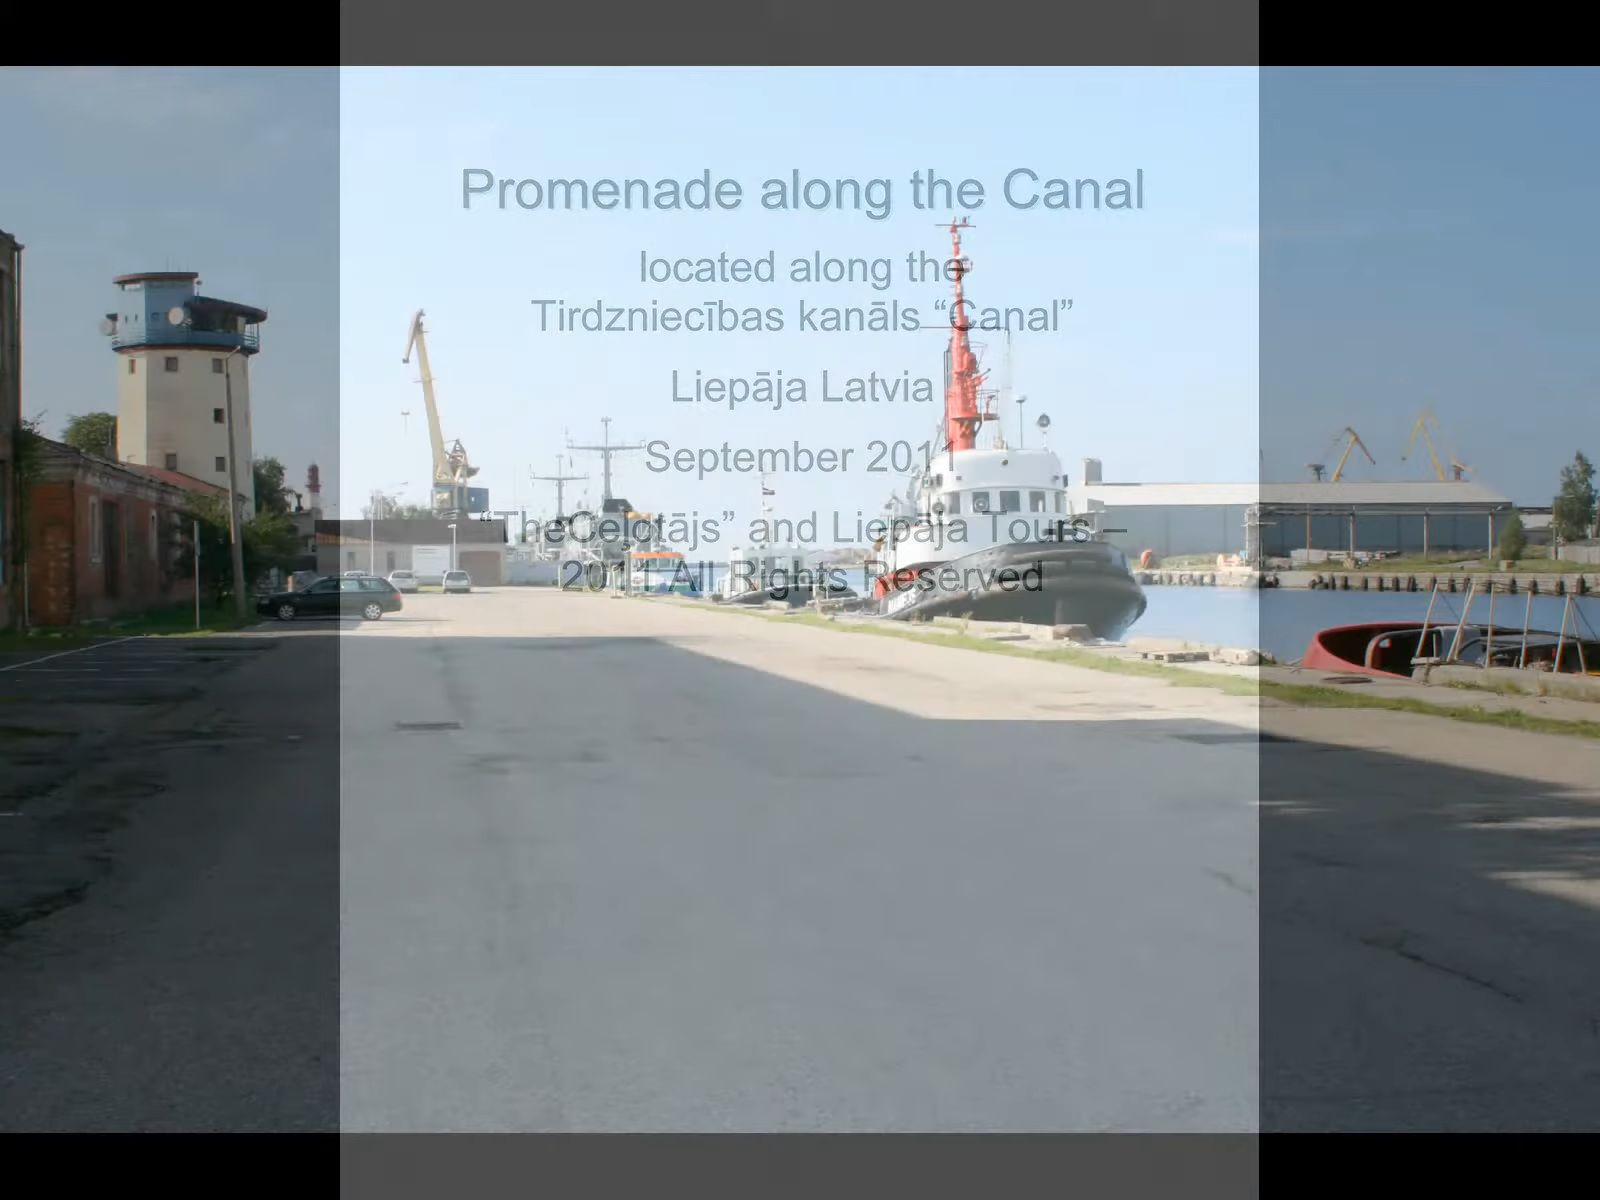 Promenade along the Canal
located along the
Tirdzniecības kanāls “Canal”
Liepāja Latvia
September 2011
“TheCeļotājs” and Liepāja Tours –
2011 All Rights Reserved